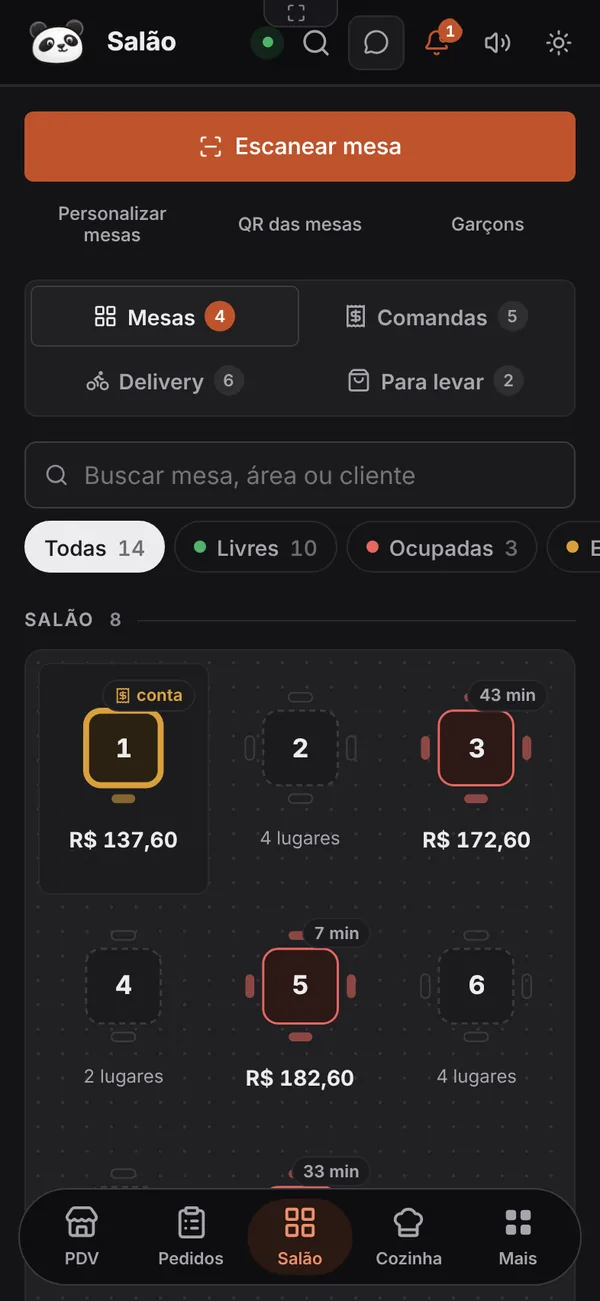 Salão
1
Escanear mesa
Personalizar
mesas
QR das mesas
Garçons
Mesas 4
Comandas 5
Delivery 6
Para levar 2
Buscar mesa, área ou cliente
Todas 14
Livres 10
Ocupadas 3
SALÃO 8
conta
43 min
1
2
3
R$ 137,60
4 lugares
R$ 172,60
7 min
4
5
6
2 lugares
R$ 182,60
4 lugares
33 min
PDV
Pedidos
Salão
Cozinha
Mais